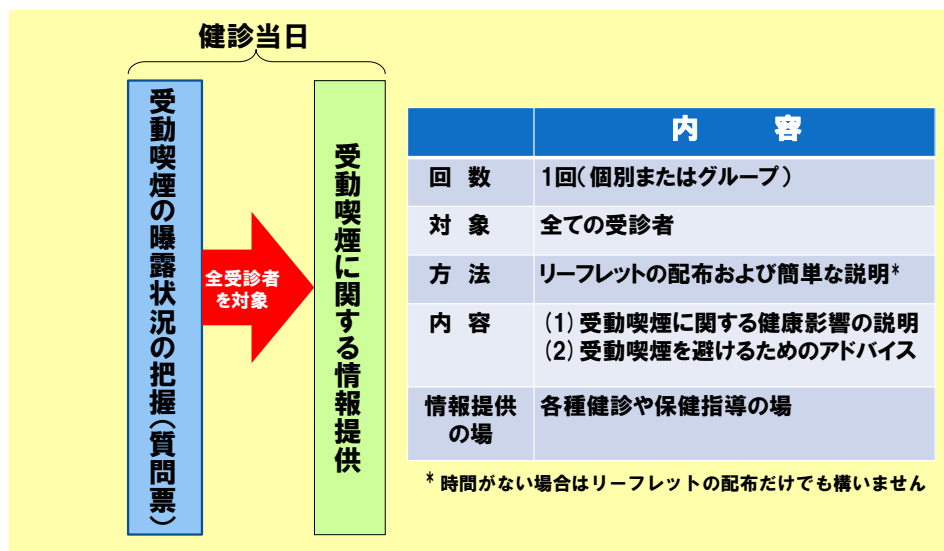 健診当日
受動喫煙の曝露状況の把握(質問票)
全受診者
を対象
受動喫煙に関する情報提供
内 容
回 数
1回(個別またはグループ)
対 象
全ての受診者
方 法
リーフレットの配布および簡単な説明*
内 容
(1)受動喫煙に関する健康影響の説明
(2)受動喫煙を避けるためのアドバイス
情報提供
の場
各種健診や保健指導の場
* 時間がない場合はリーフレットの配布だけでも構いません